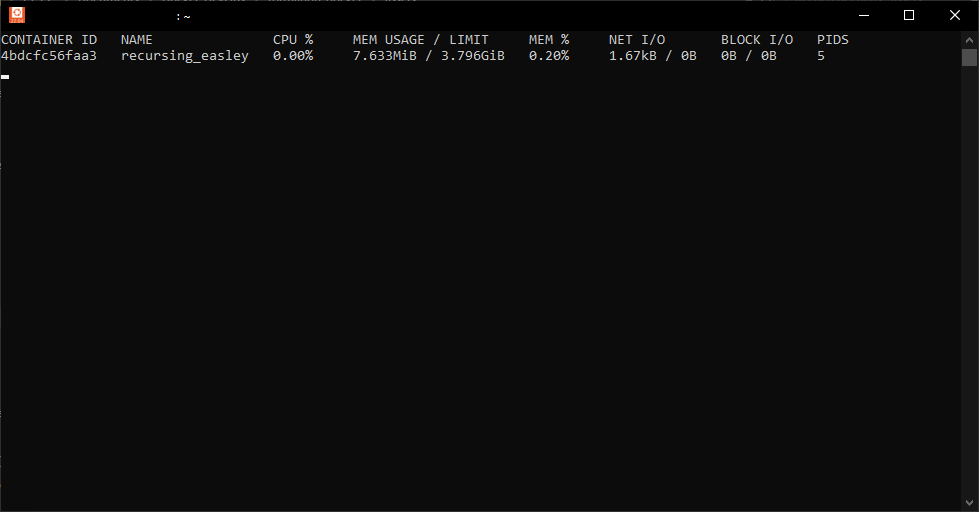 :~
CONTAINER ID NAME CPU % MEM USAGE / LIMIT MEM % NET I/O BLOCK I/O PIDS
4bdcfc56faa3 recursing_easley 0.00% 7.633MiB / 3.796GiB 0.20% 1.67kB / 0B 0B / 0B 5